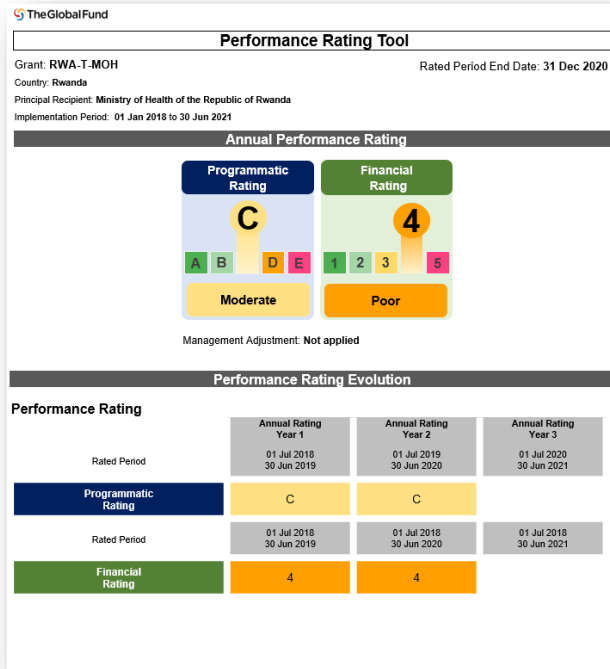 TheGlobalFund
Performance Rating Tool
Grant: RWA-T-MOH
Rated Period End Date: 31 Dec 2020
Country: Rwanda
Principal Recipient: Ministry of Health of the Republic of Rwanda
Implementation Period: 01 Jan 2018 to 30 Jun 2021
Annual Performance Rating
Programmatic
Rating
C
A B D E
Moderate
Financial
Rating
4
1 2 3 5
Poor
Management Adjustment: Not applied
Performance Rating Evolution
Performance Rating
Annual Rating Annual Rating Annual Rating
Year 1 Year 2 Year 3
Rated Period
01 Jul 2018 01 Jul 2019 01 Jul 2020
30 Jun 2019 30 Jun 2020 30 Jun 2021
Programmatic
Rating
C C
Rated Period
01 Jul 2018 01 Jul 2018 01 Jul 2018
30 Jun 2019 30 Jun 2020 30 Jun 2021
Financial
Rating
4 4